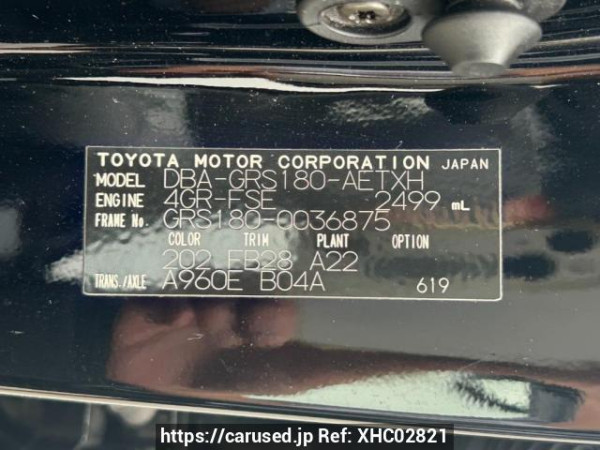 TOYOTA MOTOR CORPORATION JAPAN
MODEL DBA-GRS180-AETXH
ENGINE 4GR-FSE 2499 mL
FRAME No. GRS180-0036875
COLOR TRIM PLANT OPTION
202 FB28 A22
TRANS./AXLE A960E B04A 619
https://carused.jp Ref: XHC02821